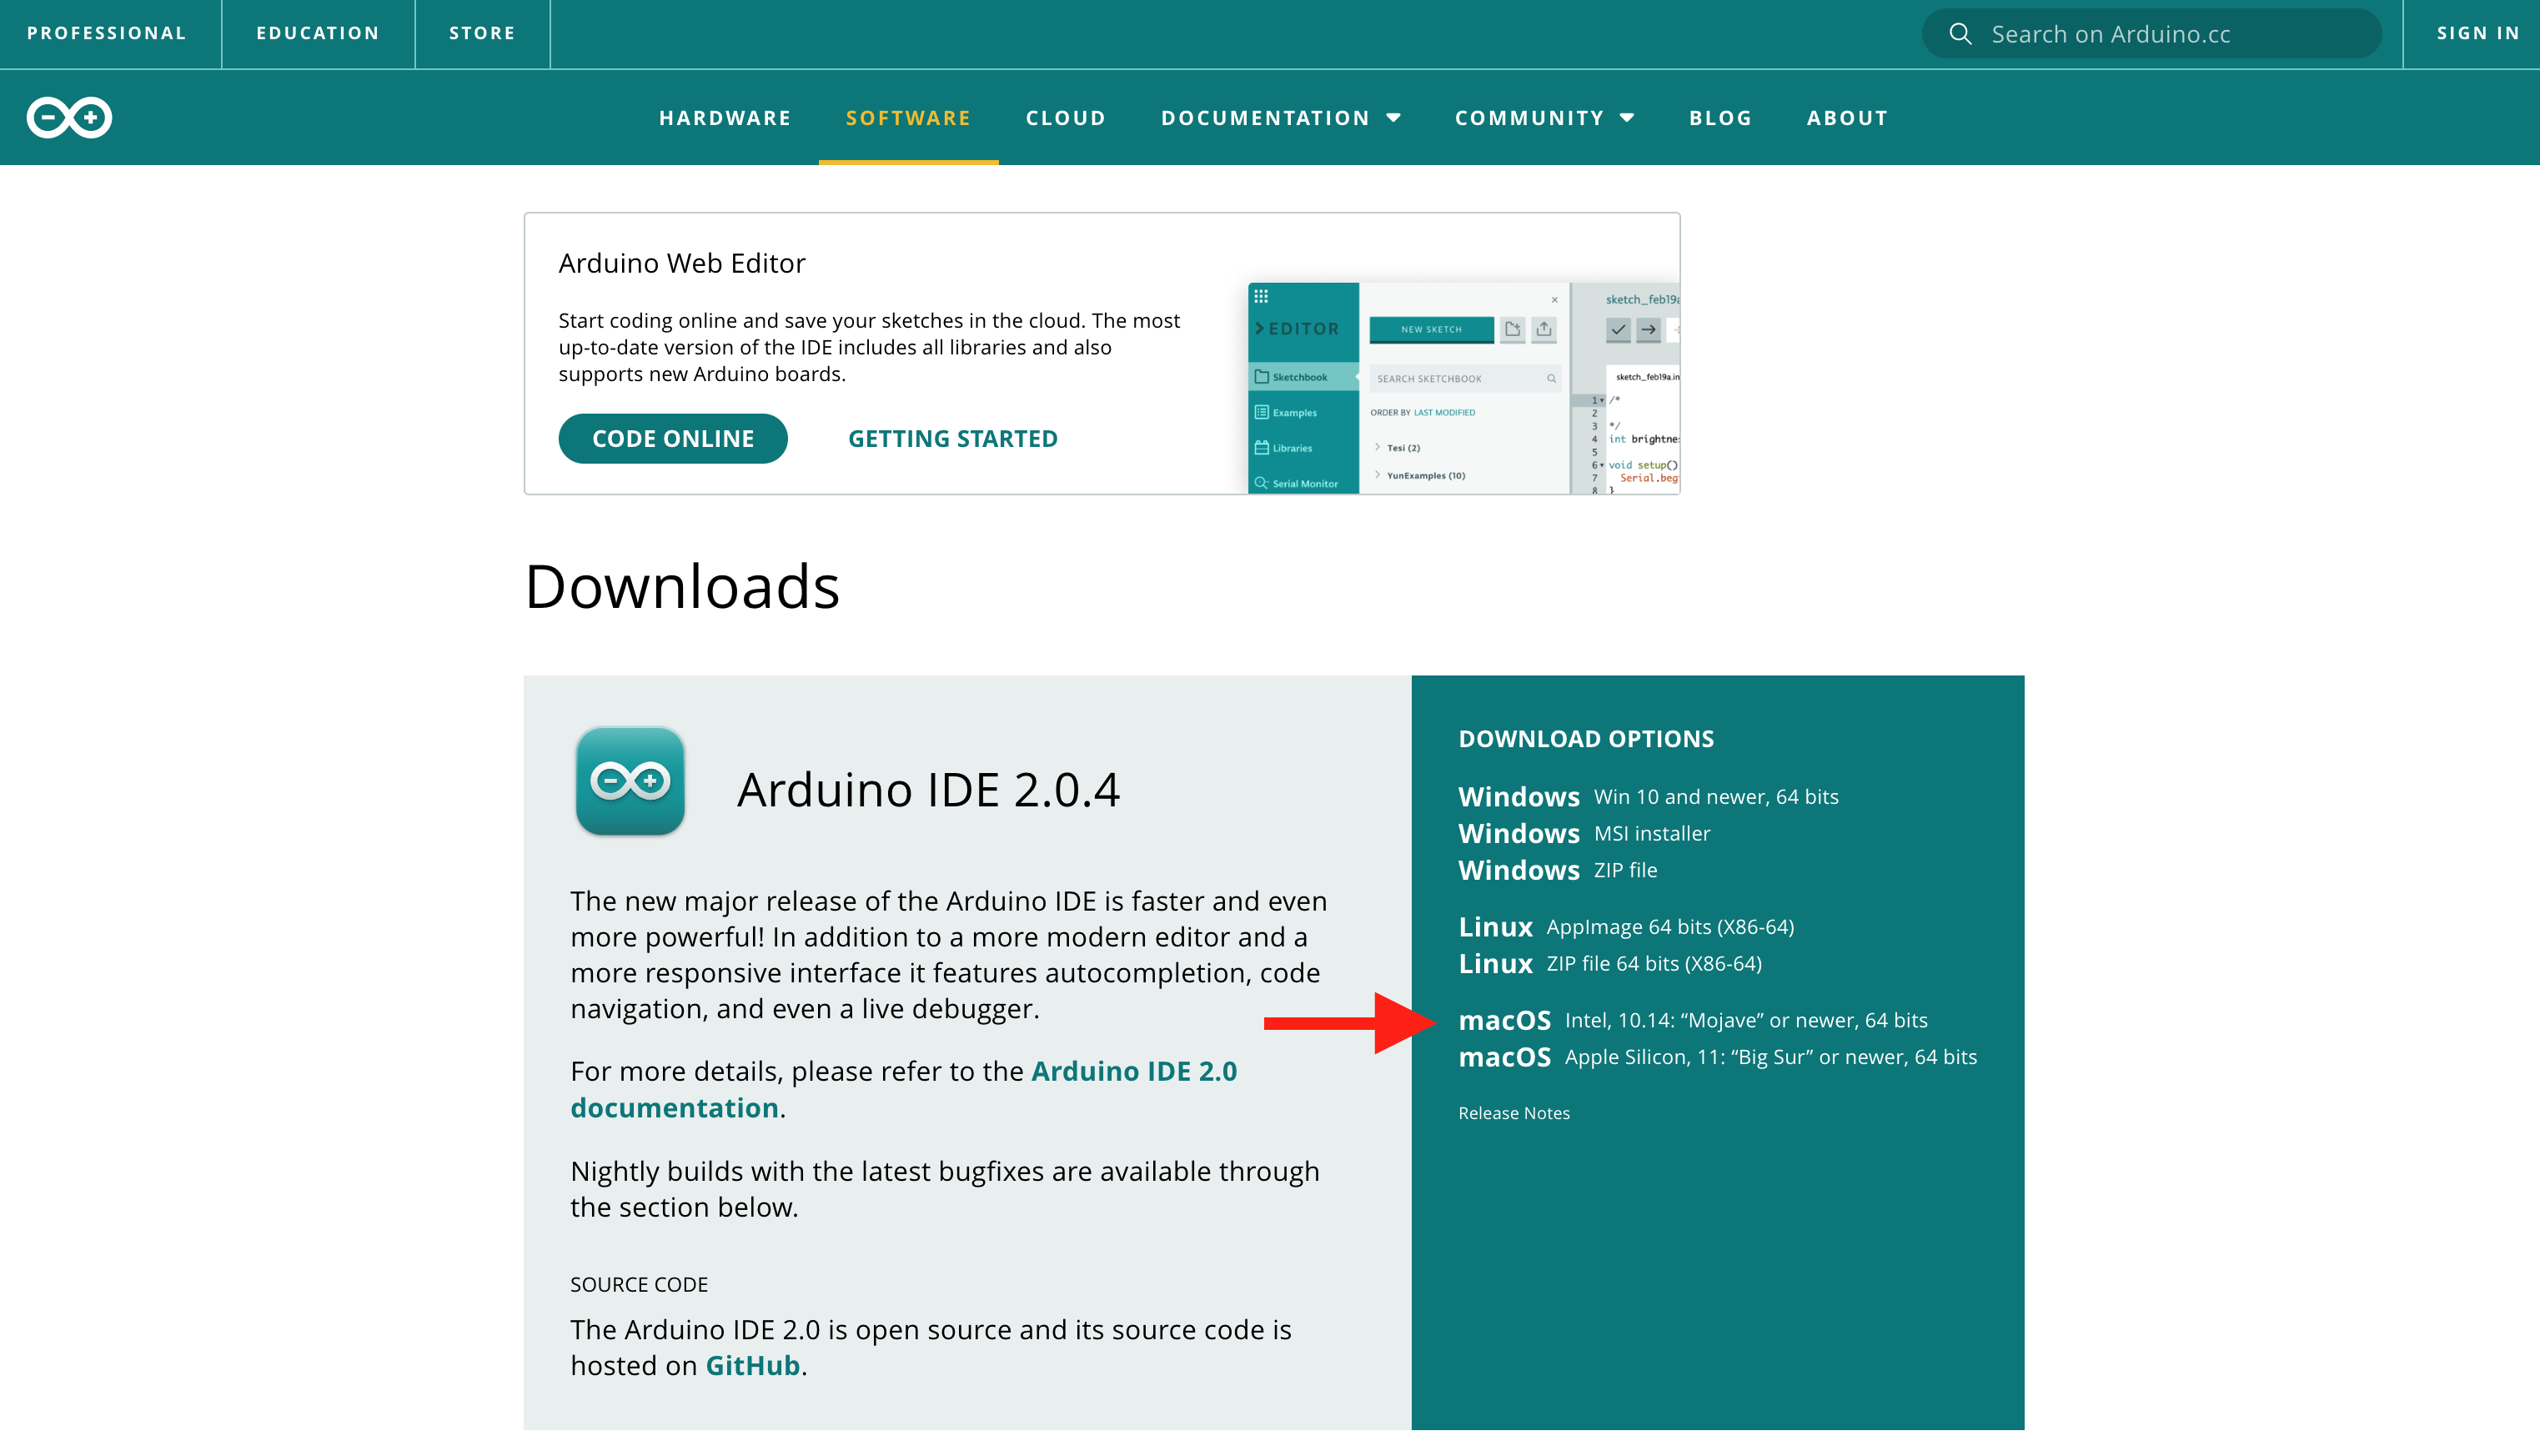 PROFESSIONAL
EDUCATION
STORE
Search on Arduino.cc
SIGN IN
HARDWARE
SOFTWARE
CLOUD
DOCUMENTATION
COMMUNITY
BLOG
ABOUT
Arduino Web Editor
Start coding online and save your sketches in the cloud. The most
up-to-date version of the IDE includes all libraries and also
supports new Arduino boards.
CODE ONLINE
GETTING STARTED
EDITOR
Sketchbook
Examples
Libraries
Serial Monitor
NEW SKETCH
SEARCH SKETCHBOOK
ORDER BY LAST MODIFIED
Tesi (2)
YunExamples (10)
sketch_feb19a
sketch_feb19a.in
1 /*
2
3 */
4 int brightne
5
6 void setup()
7 Serial.beg
8 }
Downloads
Arduino IDE 2.0.4
The new major release of the Arduino IDE is faster and even
more powerful! In addition to a more modern editor and a
more responsive interface it features autocompletion, code
navigation, and even a live debugger.
For more details, please refer to the Arduino IDE 2.0
documentation.
Nightly builds with the latest bugfixes are available through
the section below.
SOURCE CODE
The Arduino IDE 2.0 is open source and its source code is
hosted on GitHub.
DOWNLOAD OPTIONS
Windows Win 10 and newer, 64 bits
Windows MSI installer
Windows ZIP file
Linux AppImage 64 bits (X86-64)
Linux ZIP file 64 bits (X86-64)
macOS Intel, 10.14: “Mojave” or newer, 64 bits
macOS Apple Silicon, 11: “Big Sur” or newer, 64 bits
Release Notes